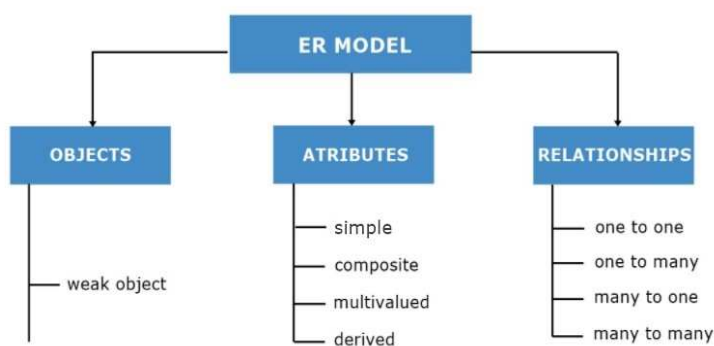 ER MODEL
OBJECTS
weak object
ATRIBUTES
simple
composite
multivalued
derived
RELATIONSHIPS
one to one
one to many
many to one
many to many